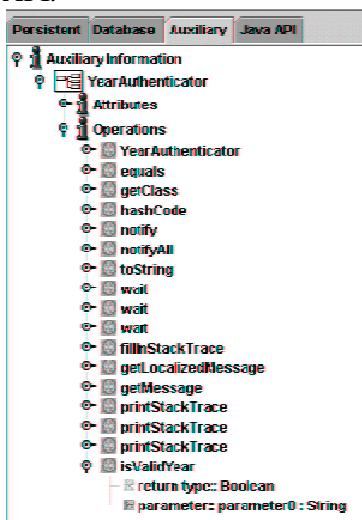 Persistent Database Auxiliary Java API
Auxiliary Information
YearAuthenticator
Attributes
Operations
YearAuthenticator
equals
getClass
hashCode
notify
notifyAll
toString
wait
wait
wait
fillInStackTrace
getLocalizedMessage
getMessage
printStackTrace
printStackTrace
printStackTrace
isValidYear
return type:: Boolean
parameter:: parameter0 : String